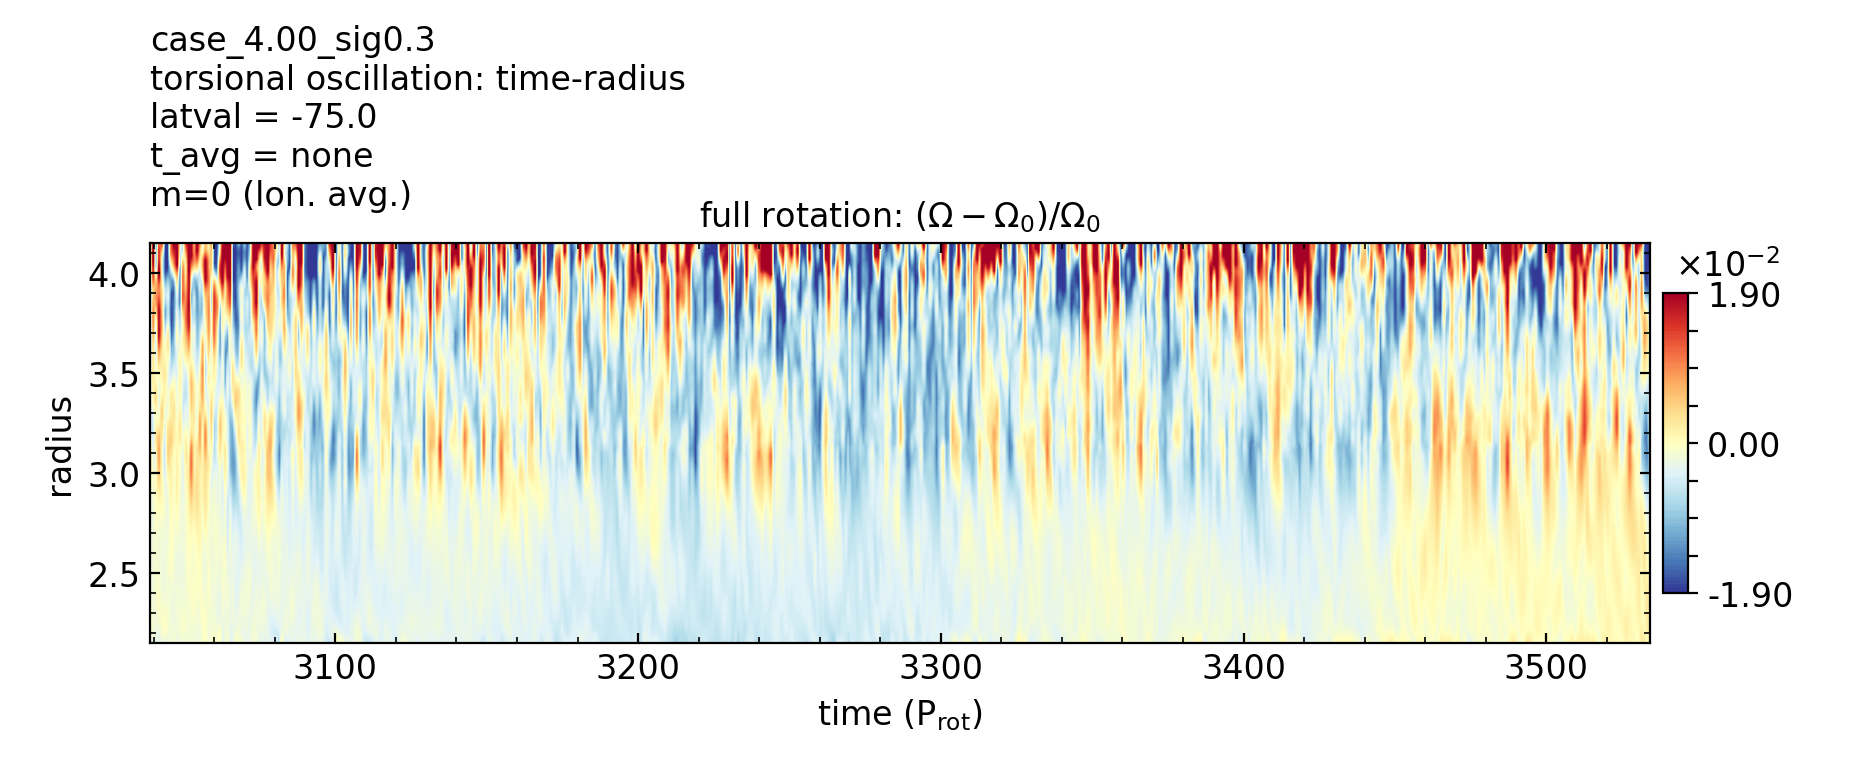 case_4.00_sig0.3
torsional oscillation: time-radius
latval = -75.0
t_avg = none
m=0 (lon. avg.)
full rotation: (Ω − Ω₀)/Ω₀
×10⁻²
1.90
0.00
-1.90
4.0
3.5
3.0
2.5
radius
3100 3200 3300 3400 3500
time (P_rot)